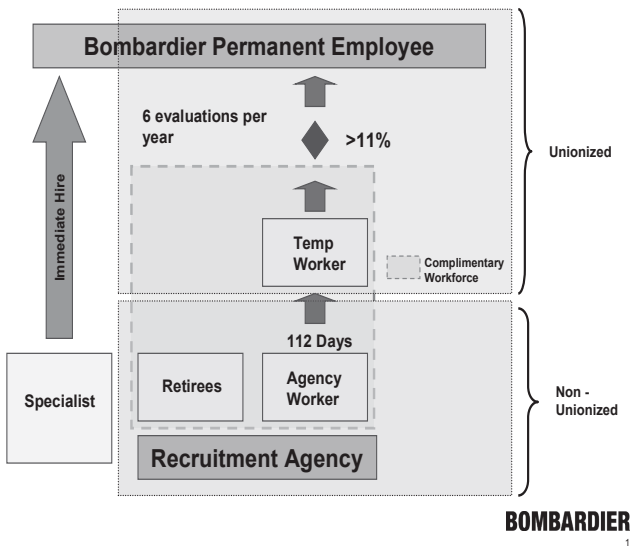 Bombardier Permanent Employee
6 evaluations per
year
>11%
Unionized
Immediate Hire
Temp
Worker
Complimentary
Workforce
112 Days
Specialist
Retirees
Agency
Worker
Non -
Unionized
Recruitment Agency
BOMBARDIER
1